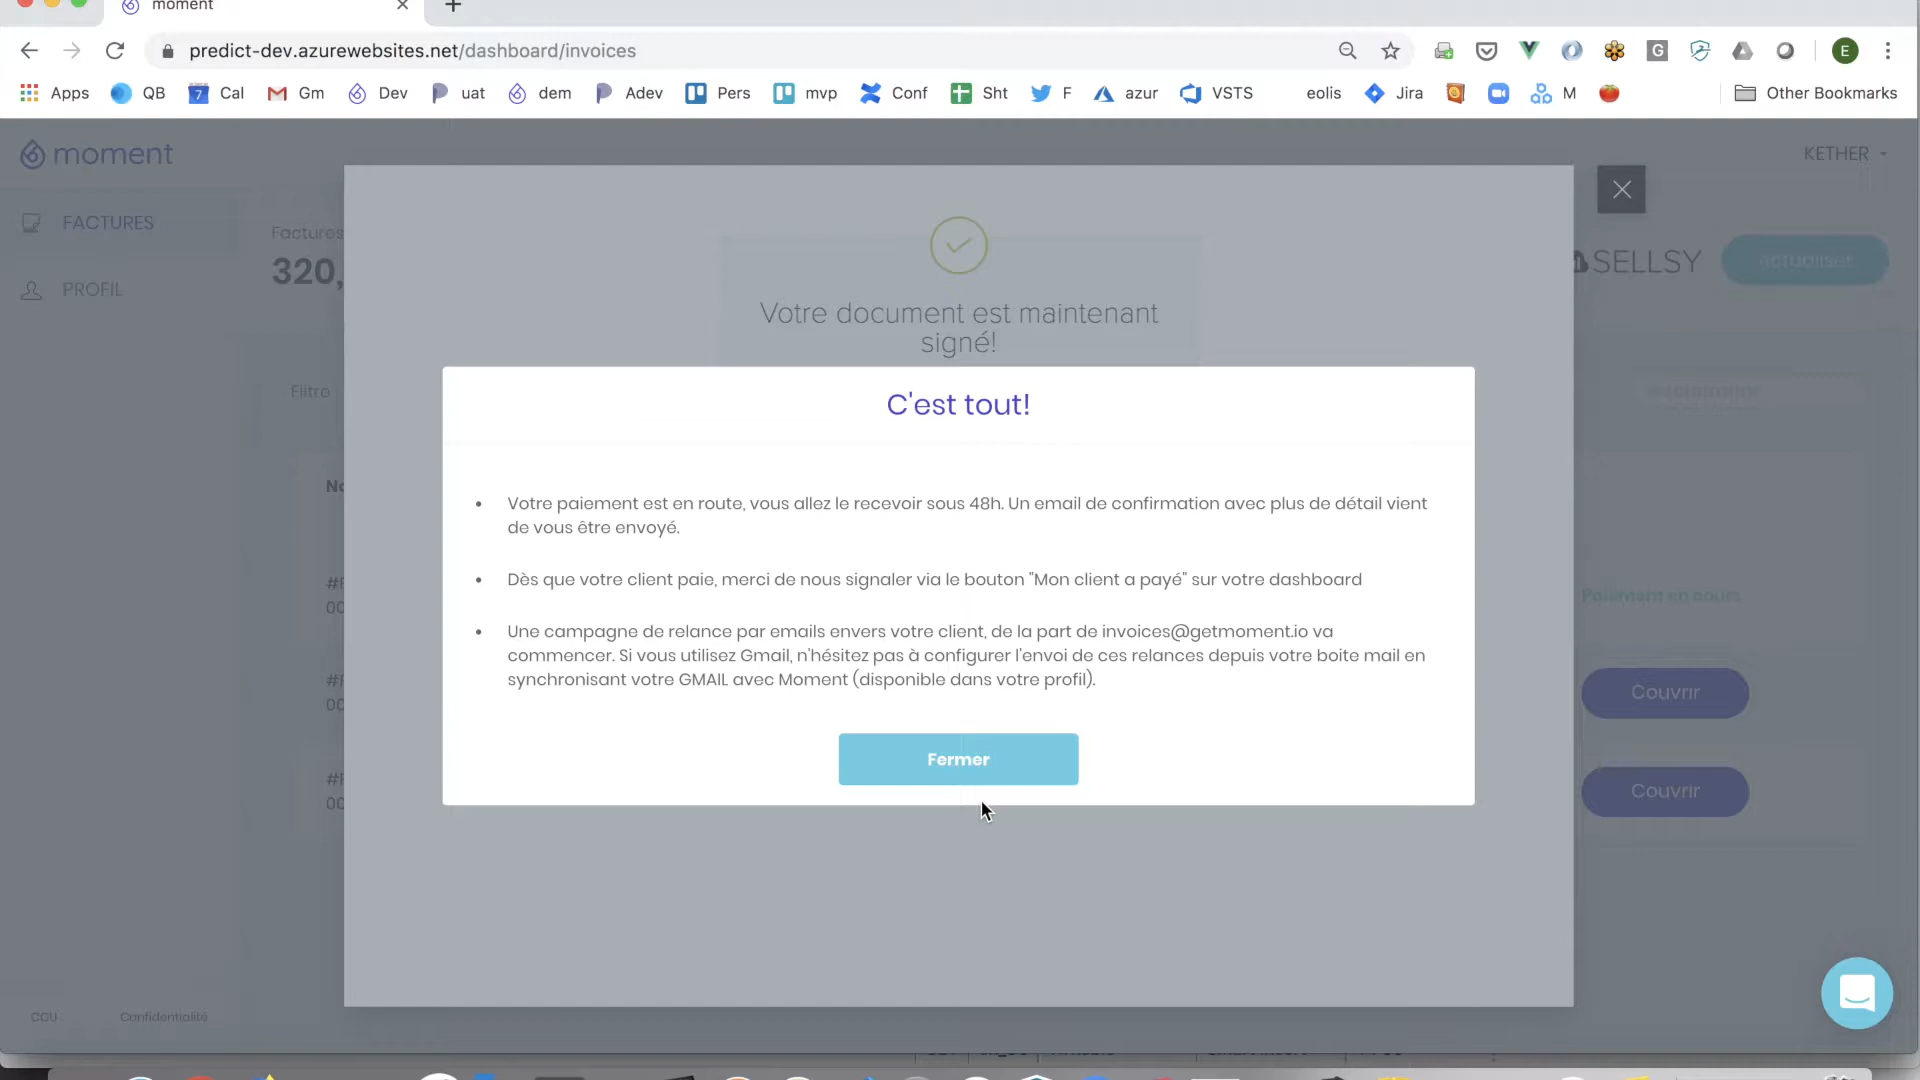 moment
predict-dev.azurewebsites.net/dashboard/invoices
E
Apps QB Cal Gm Dev uat dem Adev Pers mvp Conf Sht F azur VSTS eolis Jira M Other Bookmarks
moment
KETHER
FACTURES
PROFIL
Factures
320,
SELLSY
actualiser
Votre document est maintenant
signé!
Filtre
C'est tout!
• Votre paiement est en route, vous allez le recevoir sous 48h. Un email de confirmation avec plus de détail vient
de vous être envoyé.
• Dès que votre client paie, merci de nous signaler via le bouton "Mon client a payé" sur votre dashboard
• Une campagne de relance par emails envers votre client, de la part de invoices@getmoment.io va
commencer. Si vous utilisez Gmail, n'hésitez pas à configurer l'envoi de ces relances depuis votre boite mail en
synchronisant votre GMAIL avec Moment (disponible dans votre profil).
Fermer
Paiement en cours
Couvrir
Couvrir
CGU
Confidentialité